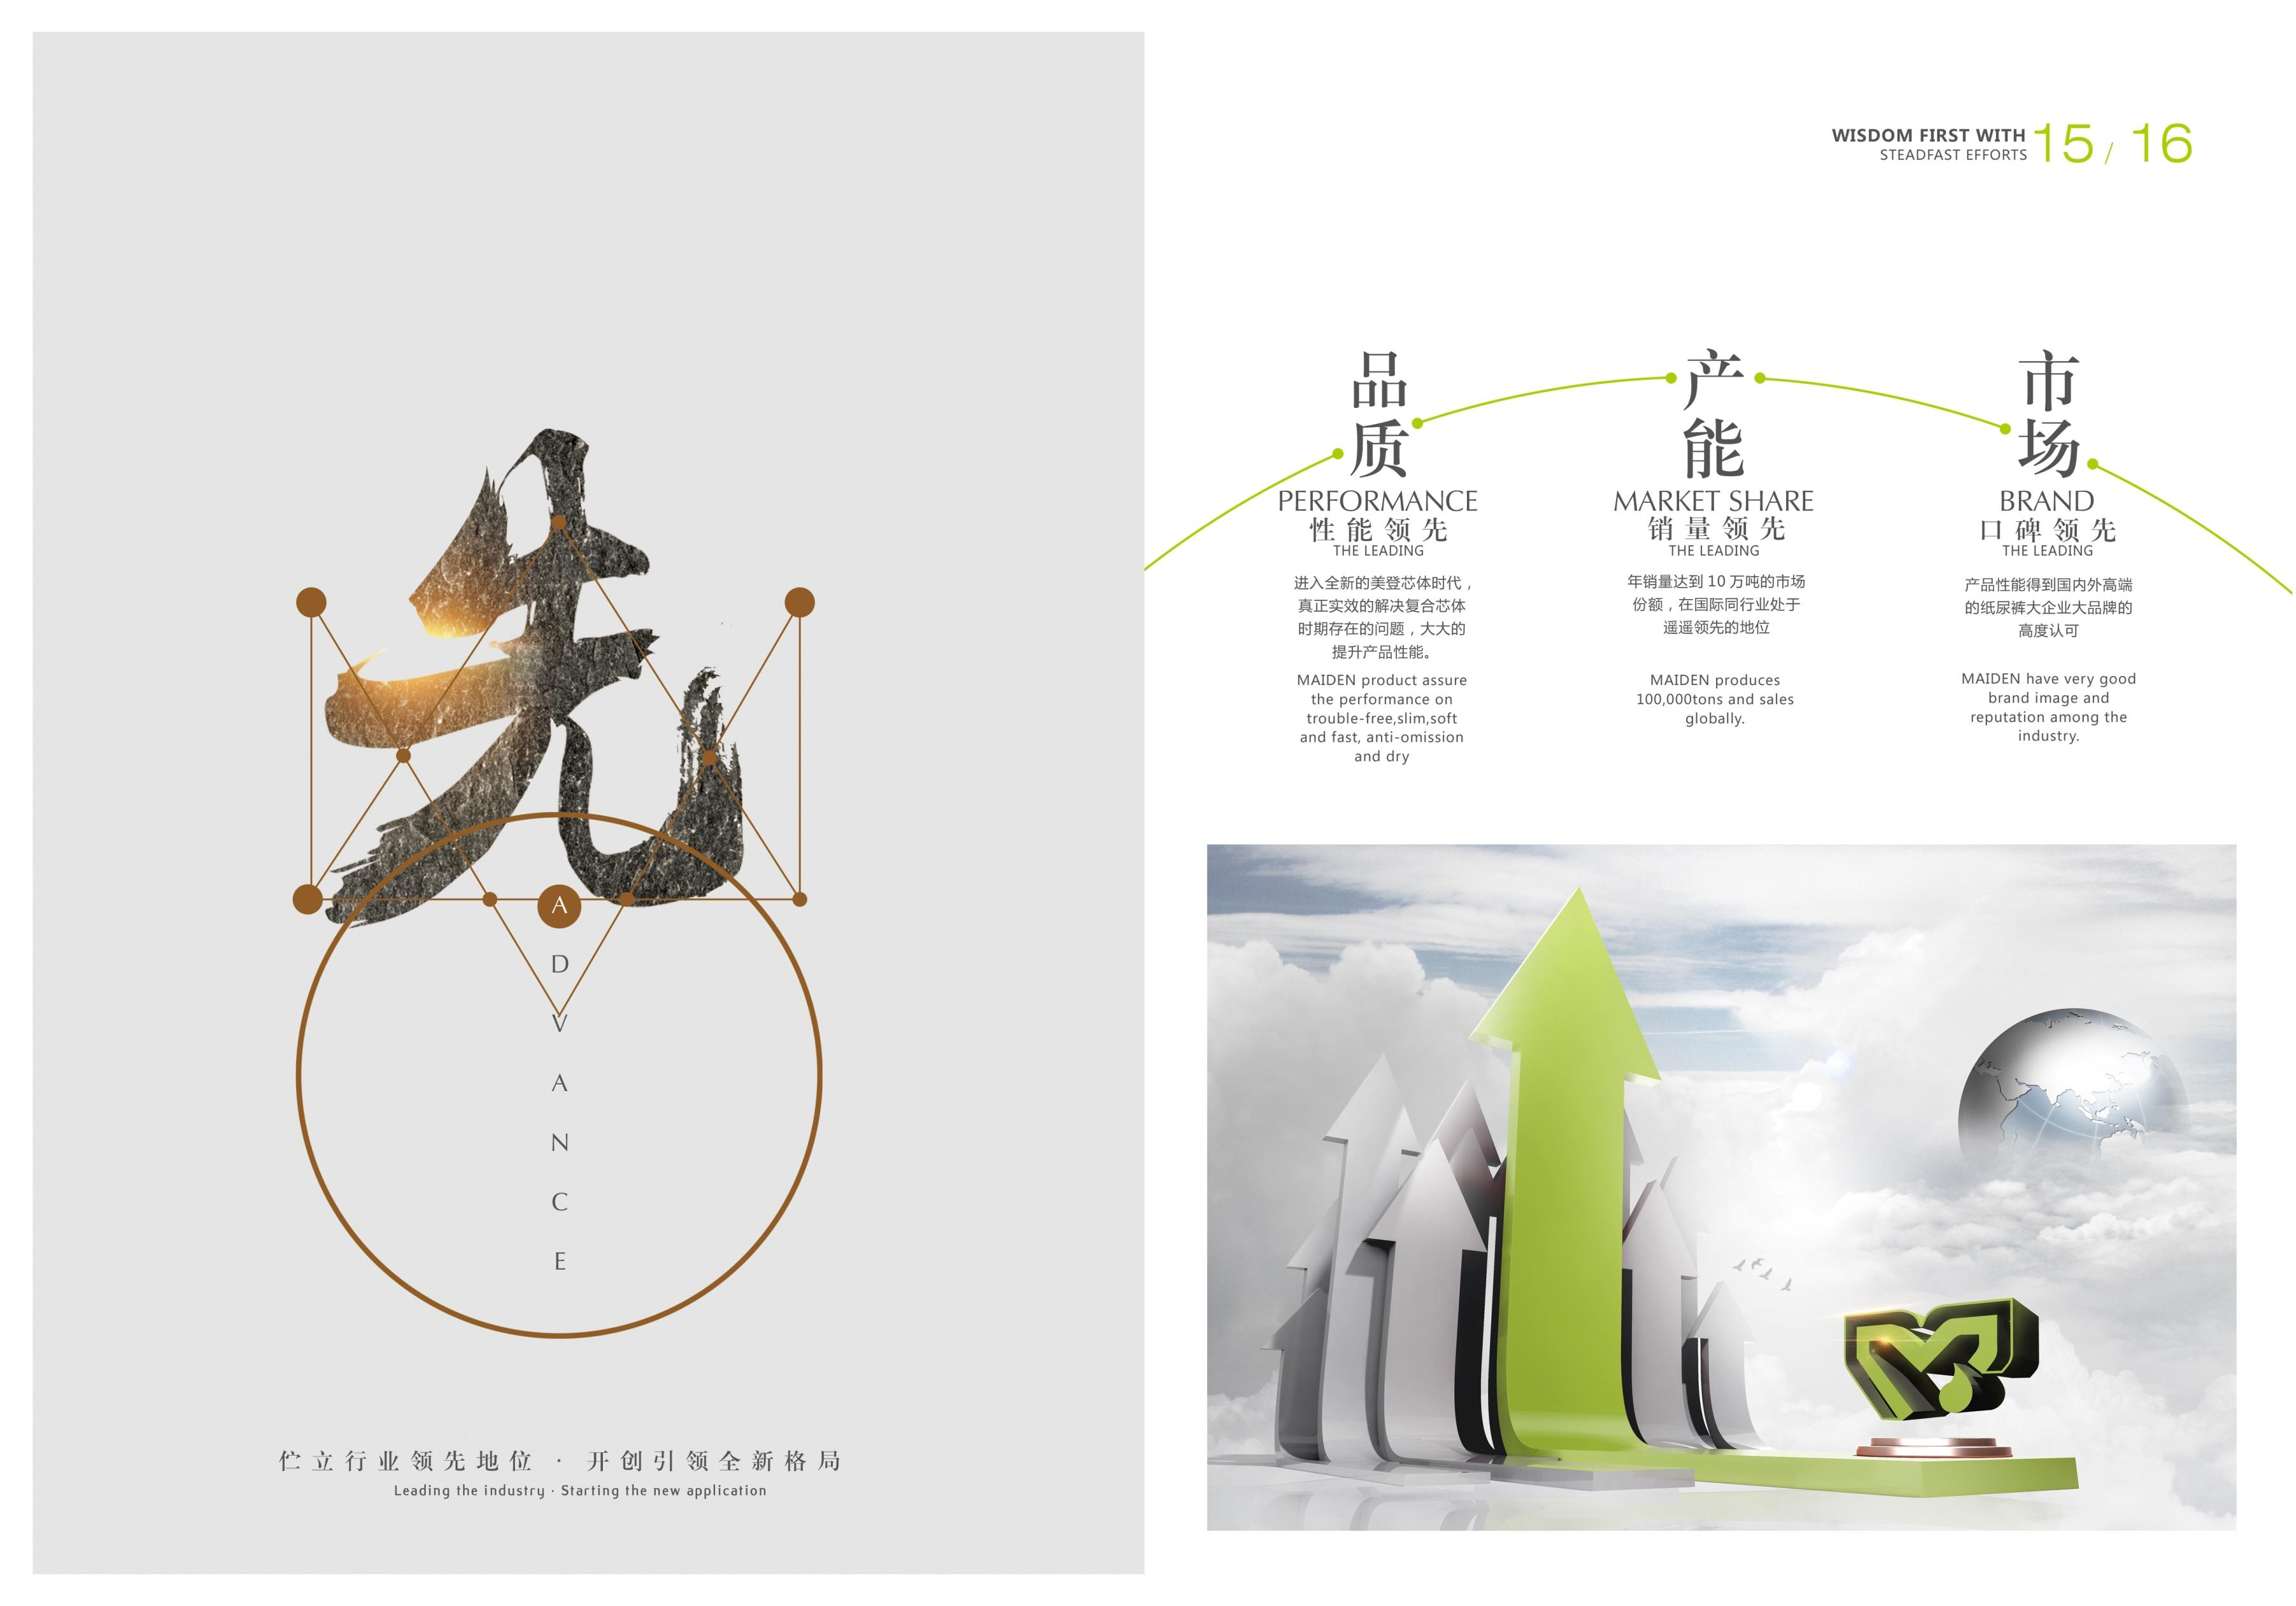 先
A
D
V
A
N
C
E
伫立行业领先地位 · 开创引领全新格局
Leading the industry · Starting the new application
WISDOM FIRST WITH
STEADFAST EFFORTS
15 / 16
品
质
PERFORMANCE
性能领先
THE LEADING
进入全新的美登芯体时代，
真正实效的解决复合芯体
时期存在的问题，大大的
提升产品性能。
MAIDEN product assure
the performance on
trouble-free,slim,soft
and fast, anti-omission
and dry
产
能
MARKET SHARE
销量领先
THE LEADING
年销量达到 10 万吨的市场
份额，在国际同行业处于
遥遥领先的地位
MAIDEN produces
100,000tons and sales
globally.
市
场
BRAND
口碑领先
THE LEADING
产品性能得到国内外高端
的纸尿裤大企业大品牌的
高度认可
MAIDEN have very good
brand image and
reputation among the
industry.